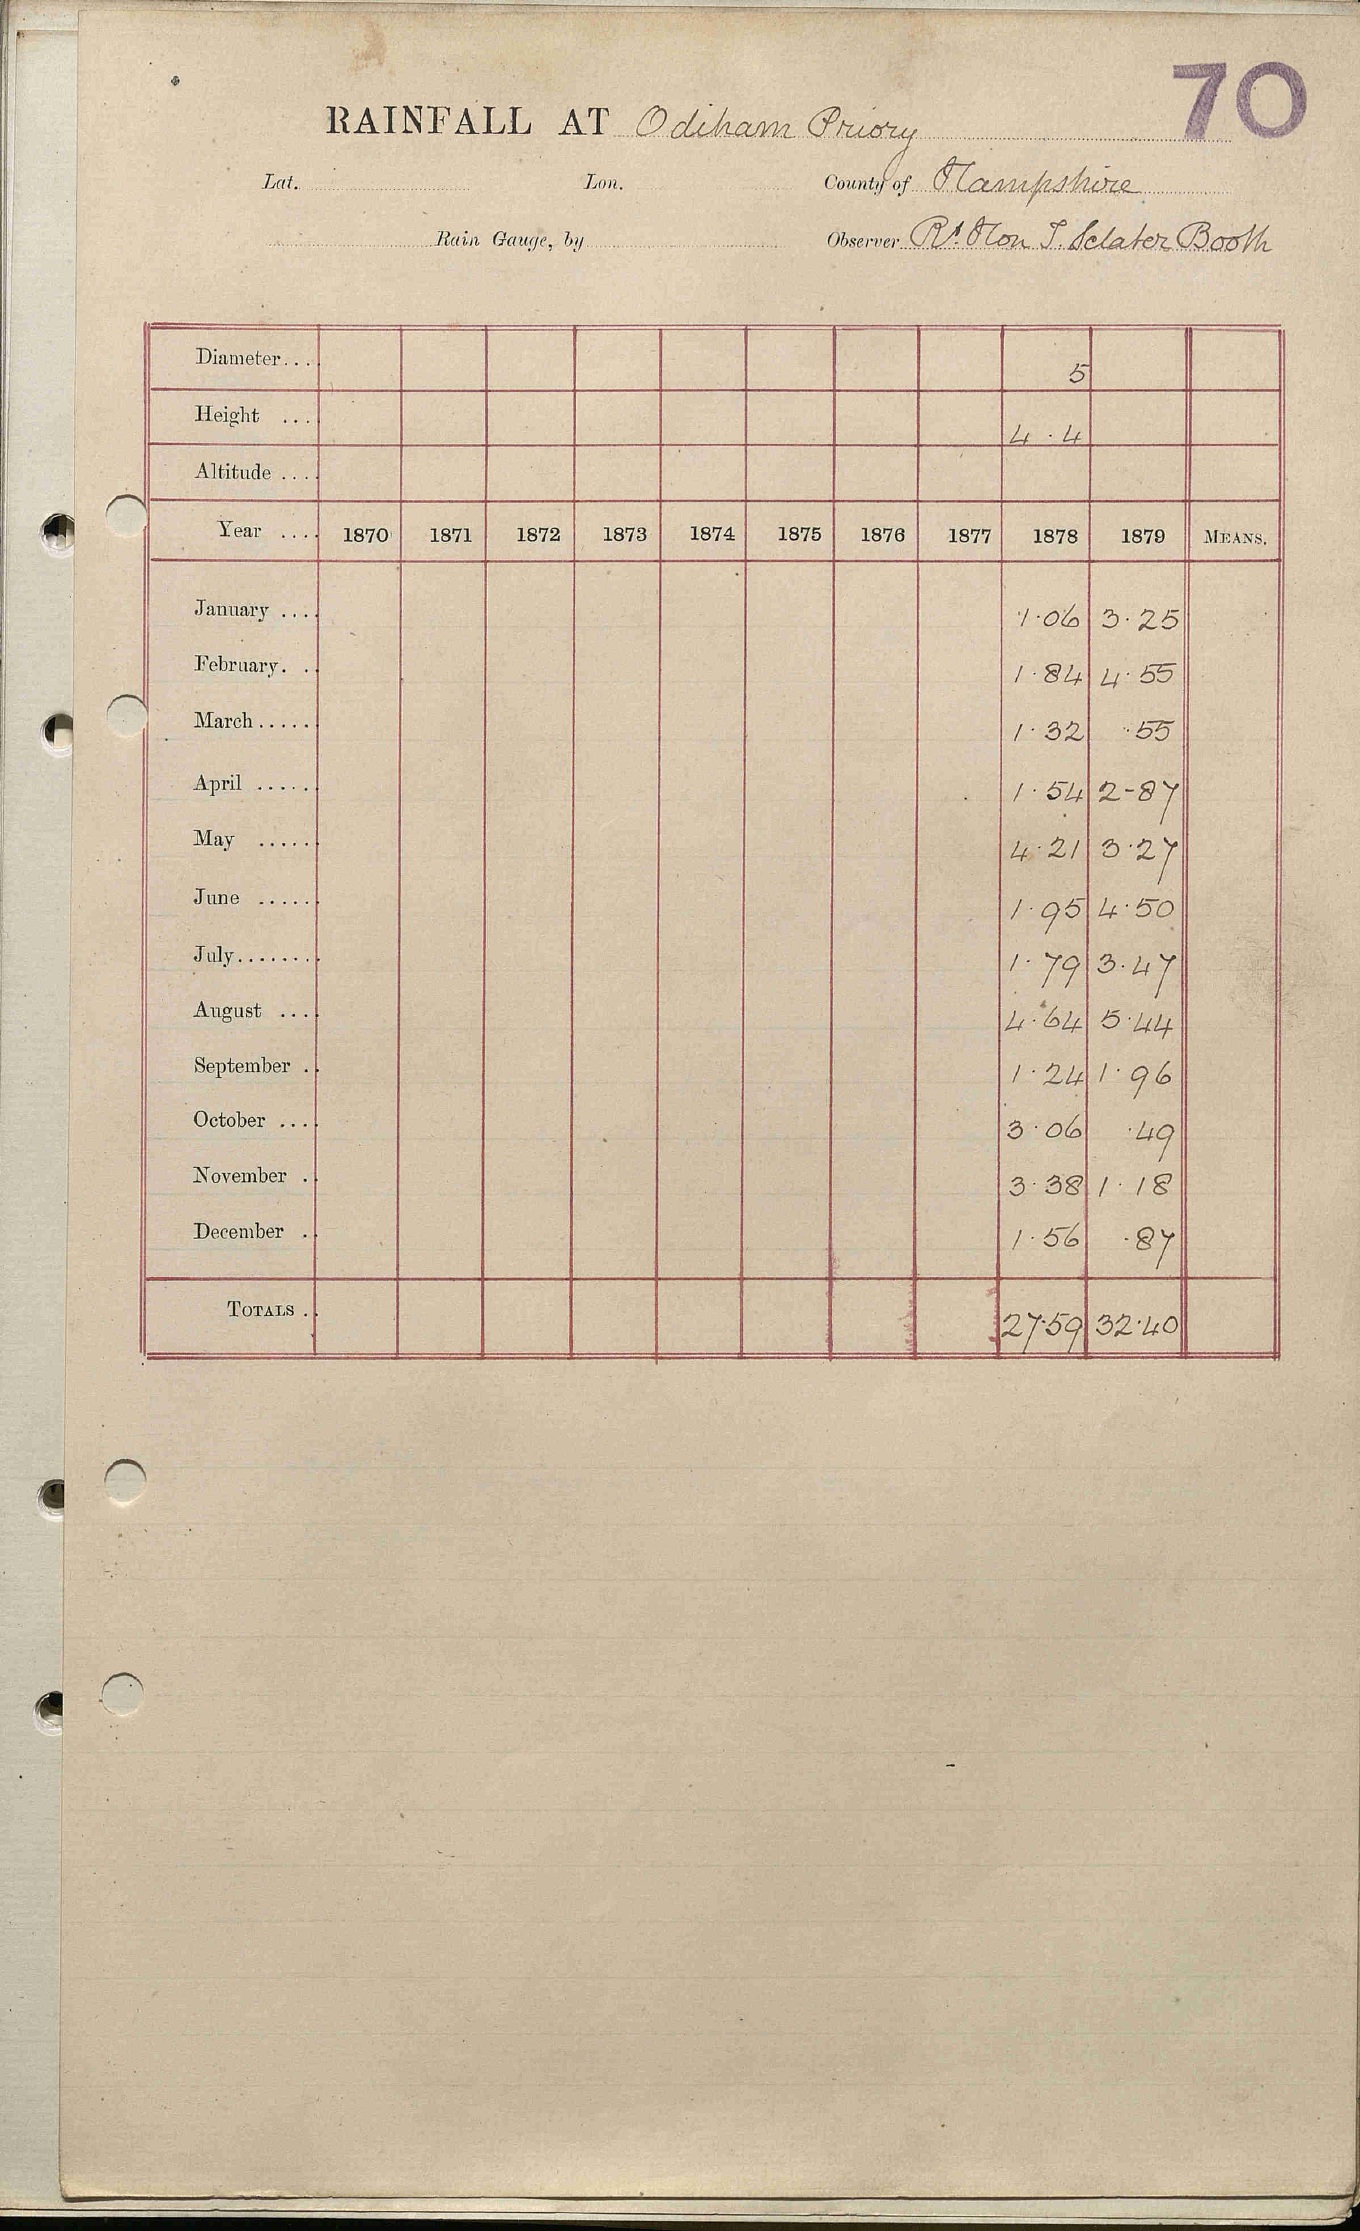 70
RAINFALL AT Odiham Priory
Lat. Lon. County of Hampshire
Rain Gauge, by Observer Rt. Hon J. Sclater Booth
Diameter.... 5
Height .... 4 · 4
Altitude ....
Year .... 1870 1871 1872 1873 1874 1875 1876 1877 1878 1879 MEANS.
January .... 1·06 3·25
February. .. 1·84 4·55
March ...... 1·32 ·55
April ...... 1·54 2-87
May ...... 4·21 3·27
June ...... 1·95 4·50
July........ 1·79 3·47
August .... 4·64 5·44
September .. 1·24 1·96
October .... 3·06 ·49
November .. 3·38 1·18
December .. 1·56 ·87
TOTALS .. 27·59 32·40